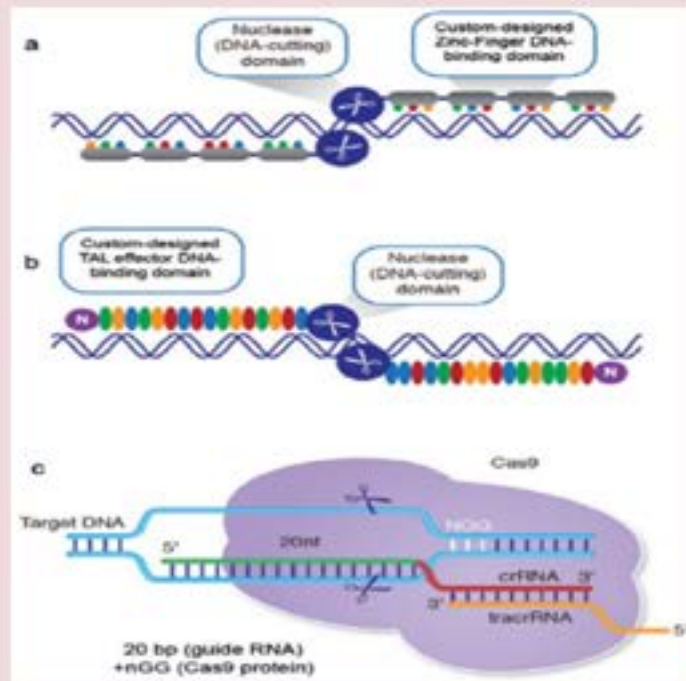 a
Nuclease
(DNA-cutting)
domain
Custom-designed
Zinc-Finger DNA-
binding domain
b
Custom-designed
TAL effector DNA-
binding domain
Nuclease
(DNA-cutting)
domain
N
N
c
Cas9
Target DNA
NGG
5'
20nt
crRNA
3'
3'
tracrRNA
5'
20 bp (guide RNA)
+nGG (Cas9 protein)